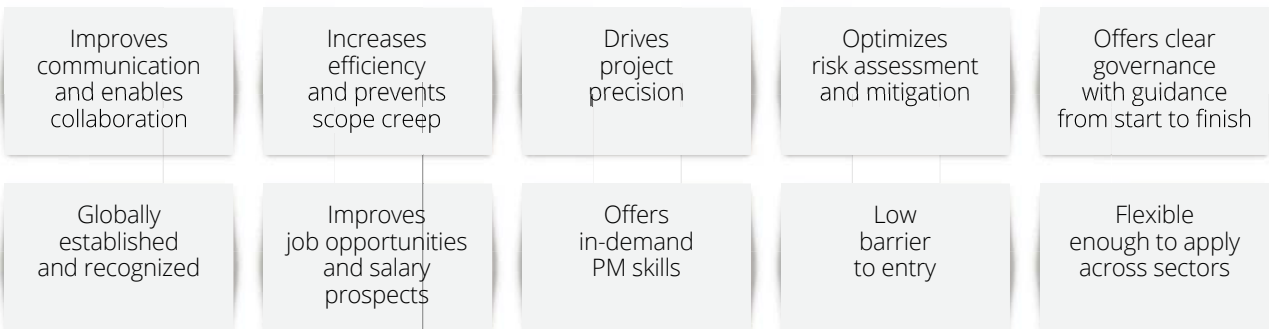 Improves
communication
and enables
collaboration
Increases
efficiency
and prevents
scope creep
Drives
project
precision
Optimizes
risk assessment
and mitigation
Offers clear
governance
with guidance
from start to finish
Globally
established
and recognized
Improves
job opportunities
and salary
prospects
Offers
in-demand
PM skills
Low
barrier
to entry
Flexible
enough to apply
across sectors